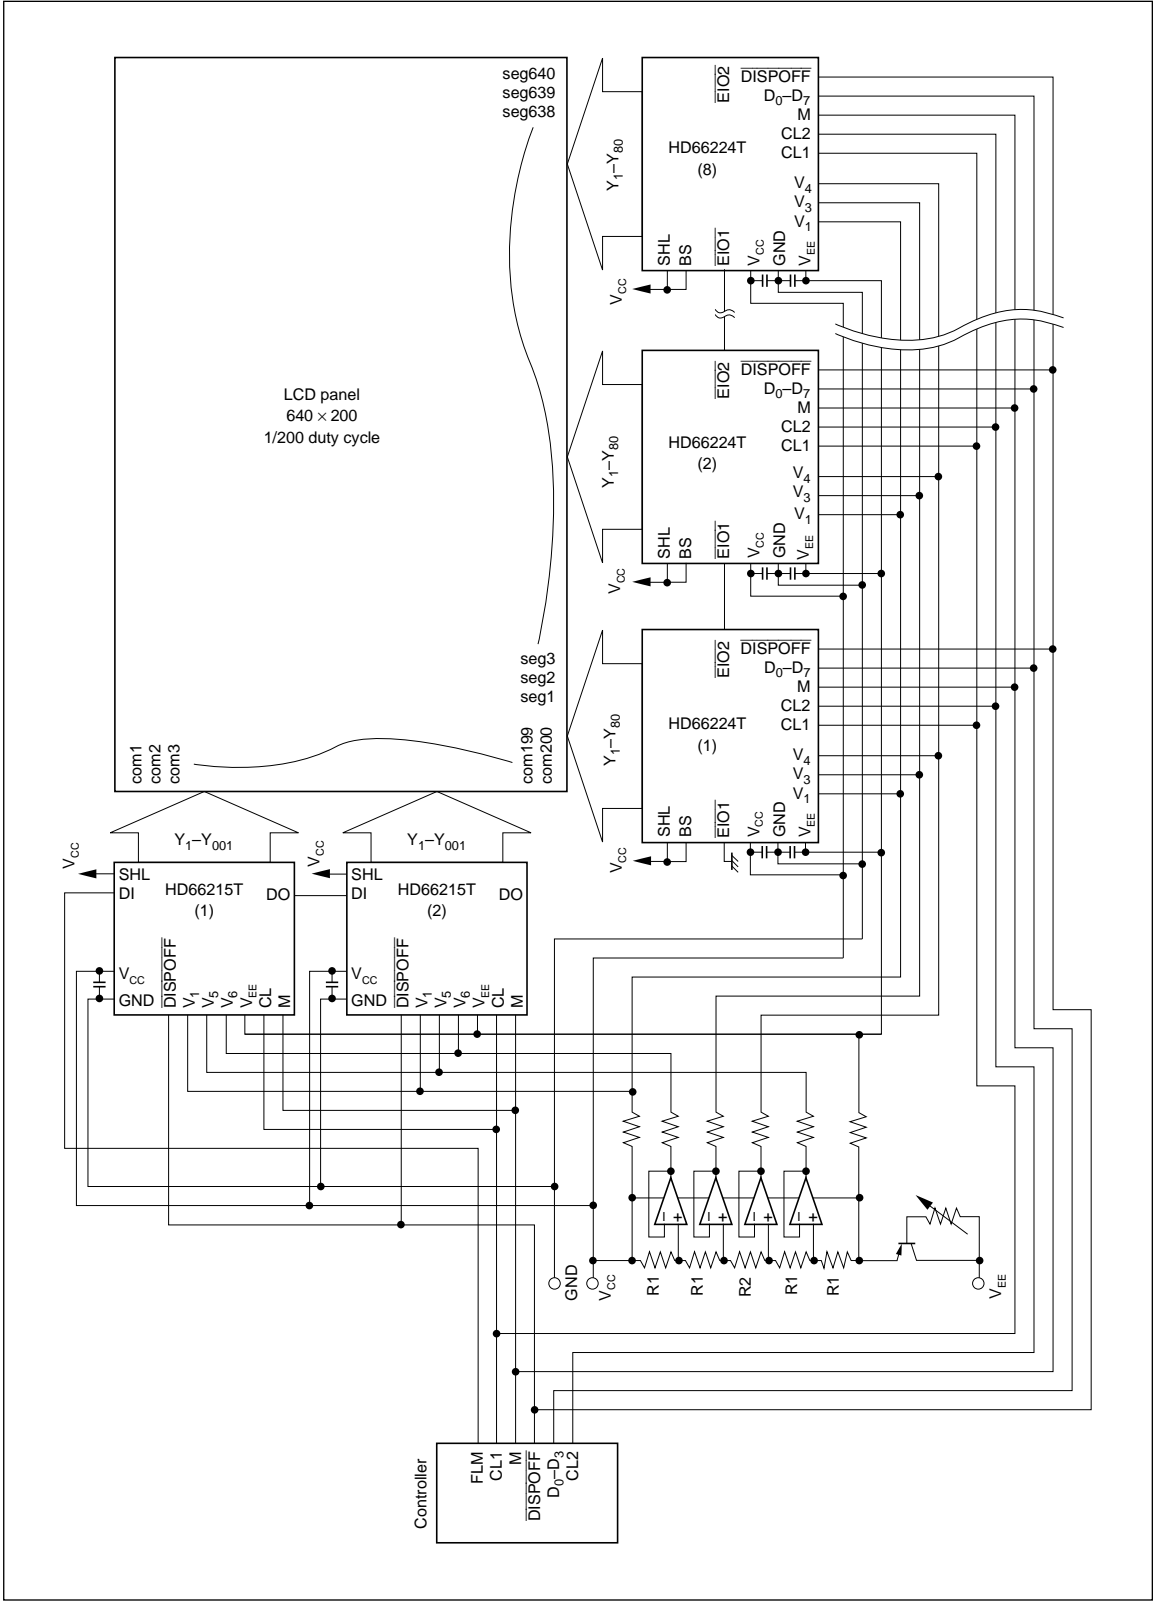 seg640
seg639
seg638
LCD panel
640 × 200
1/200 duty cycle
seg3
seg2
seg1
com1
com2
com3
com199
com200
Y1–Y80
EIO2
DISPOFF
D0–D7
M
CL2
CL1
HD66224T
(8)
V4
V3
V1
SHL
BS
EIO1
VCC
GND
VEE
VCC
Y1–Y80
EIO2
DISPOFF
D0–D7
M
CL2
CL1
HD66224T
(2)
V4
V3
V1
SHL
BS
EIO1
VCC
GND
VEE
VCC
Y1–Y80
EIO2
DISPOFF
D0–D7
M
CL2
CL1
HD66224T
(1)
V4
V3
V1
SHL
BS
EIO1
VCC
GND
VEE
VCC
Y1–Y001
VCC
SHL
DI
HD66215T
(1)
DO
VCC
GND
DISPOFF
V1
V5
V6
VEE
CL
M
Y1–Y001
VCC
SHL
DI
HD66215T
(2)
DO
VCC
GND
DISPOFF
V1
V5
V6
VEE
CL
M
– +
– +
– +
– +
GND
VCC
R1
R1
R2
R1
R1
VEE
Controller
FLM
CL1
M
DISPOFF
D0–D3
CL2